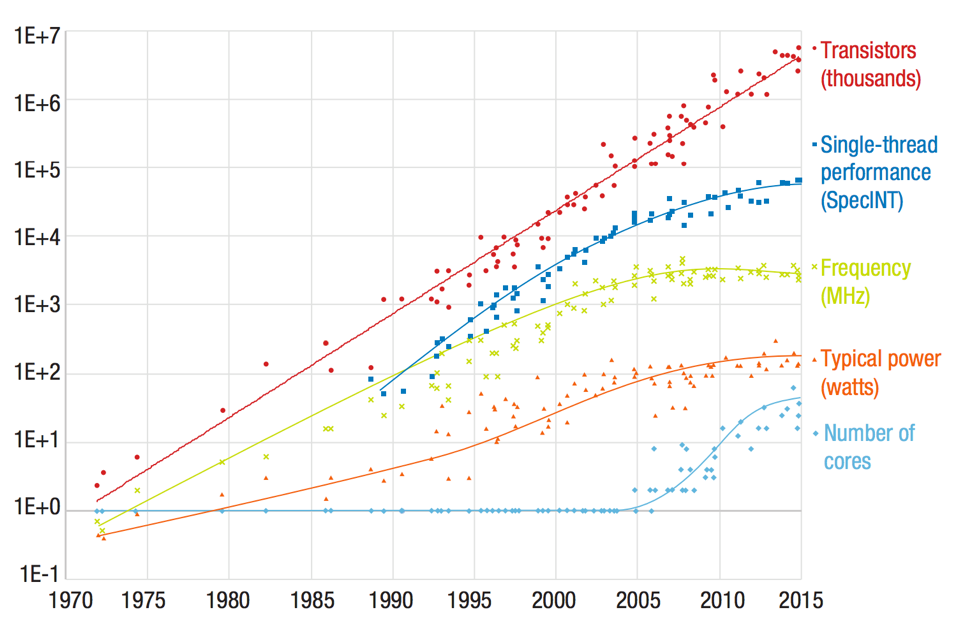 1E+7
1E+6
1E+5
1E+4
1E+3
1E+2
1E+1
1E+0
1E-1
1970 1975 1980 1985 1990 1995 2000 2005 2010 2015
Transistors
(thousands)
Single-thread
performance
(SpecINT)
Frequency
(MHz)
Typical power
(watts)
Number of
cores